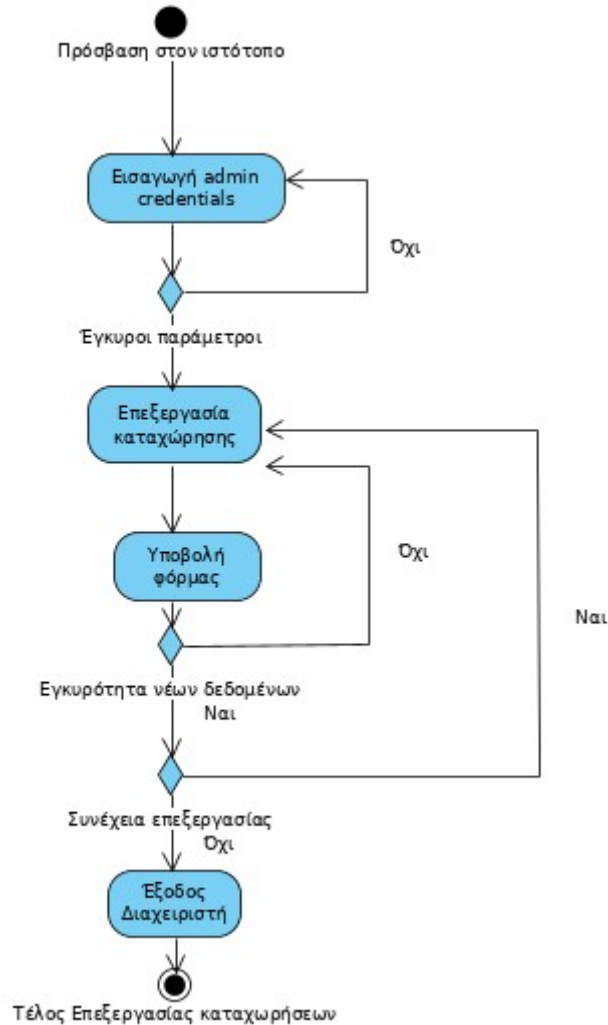 Πρόσβαση στον ιστότοπο
Εισαγωγή admin
credentials
Όχι
Έγκυροι παράμετροι
Επεξεργασία
καταχώρησης
Υποβολή
φόρμας
Όχι
Ναι
Εγκυρότητα νέων δεδομένων
Ναι
Συνέχεια επεξεργασίας
Όχι
Έξοδος
Διαχειριστή
Τέλος Επεξεργασίας καταχωρήσεων